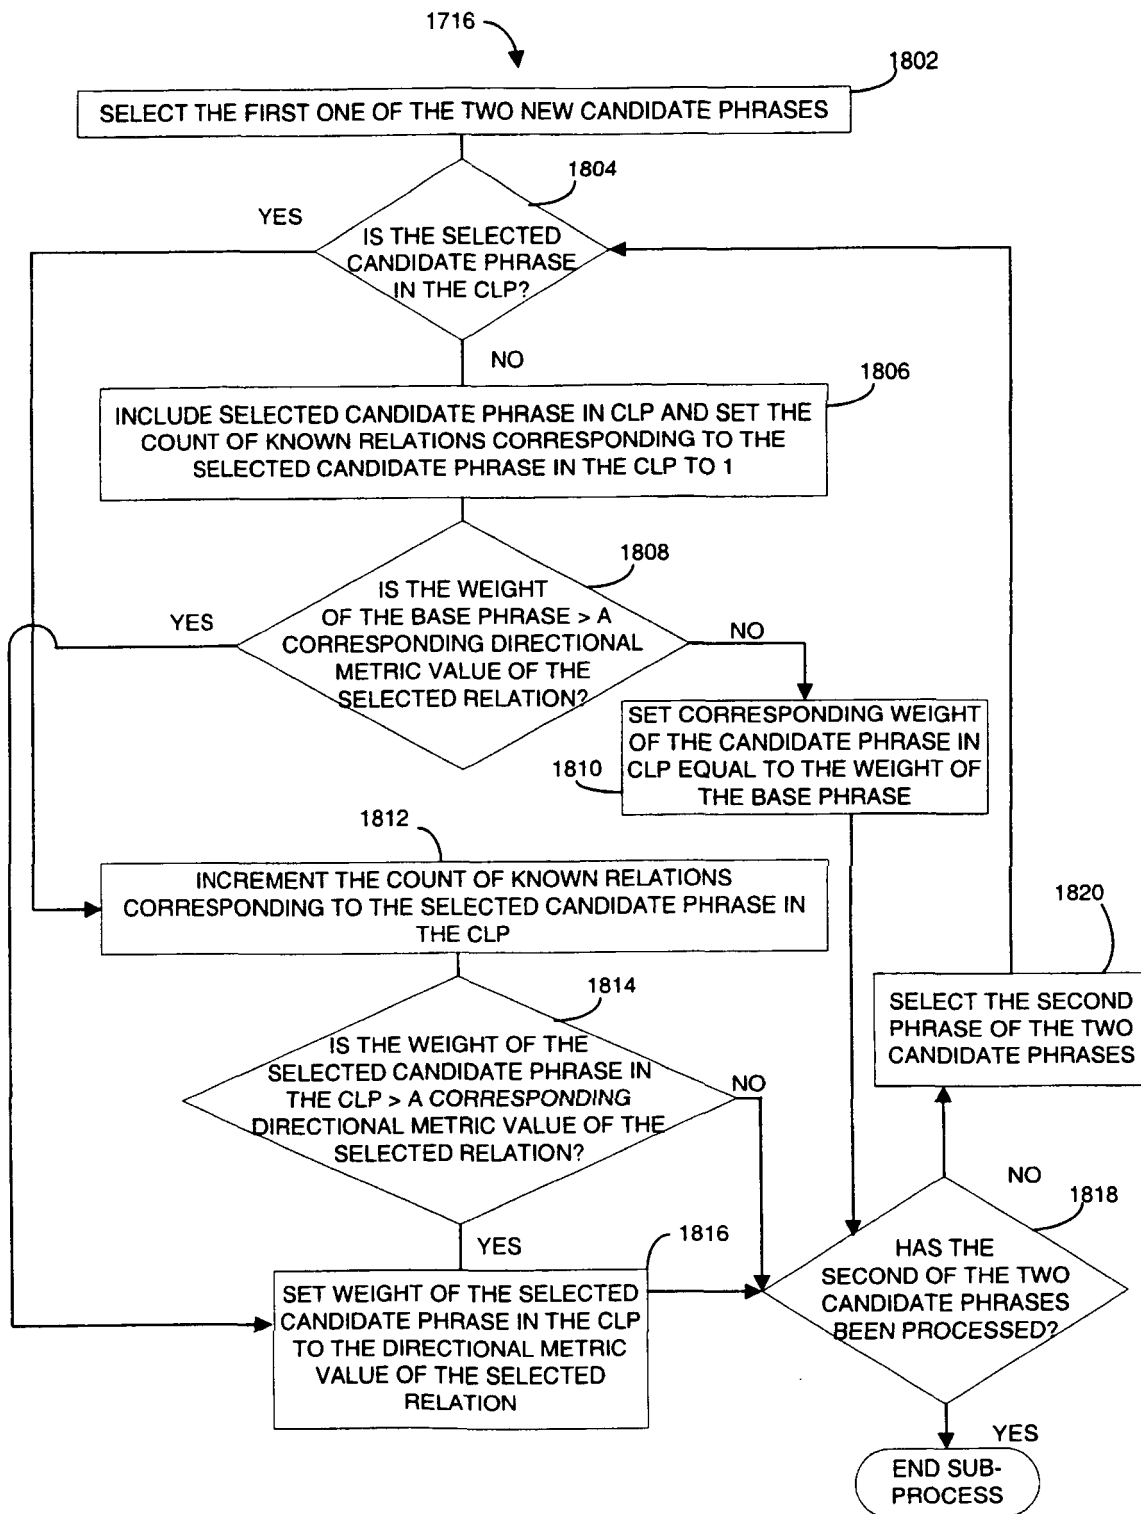 1716
1802
SELECT THE FIRST ONE OF THE TWO NEW CANDIDATE PHRASES
1804
YES
IS THE SELECTED
CANDIDATE PHRASE
IN THE CLP?
NO
1806
INCLUDE SELECTED CANDIDATE PHRASE IN CLP AND SET THE
COUNT OF KNOWN RELATIONS CORRESPONDING TO THE
SELECTED CANDIDATE PHRASE IN THE CLP TO 1
1808
IS THE WEIGHT
OF THE BASE PHRASE > A
CORRESPONDING DIRECTIONAL
METRIC VALUE OF THE
SELECTED RELATION?
YES
NO
SET CORRESPONDING WEIGHT
OF THE CANDIDATE PHRASE IN
CLP EQUAL TO THE WEIGHT OF
THE BASE PHRASE
1810
1812
INCREMENT THE COUNT OF KNOWN RELATIONS
CORRESPONDING TO THE SELECTED CANDIDATE PHRASE IN
THE CLP
1820
SELECT THE SECOND
PHRASE OF THE TWO
CANDIDATE PHRASES
1814
IS THE WEIGHT OF THE
SELECTED CANDIDATE PHRASE IN
THE CLP > A CORRESPONDING
DIRECTIONAL METRIC VALUE OF THE
SELECTED RELATION?
NO
YES
1816
SET WEIGHT OF THE SELECTED
CANDIDATE PHRASE IN THE CLP
TO THE DIRECTIONAL METRIC
VALUE OF THE SELECTED
RELATION
NO
1818
HAS THE
SECOND OF THE TWO
CANDIDATE PHRASES
BEEN PROCESSED?
YES
END SUB-
PROCESS